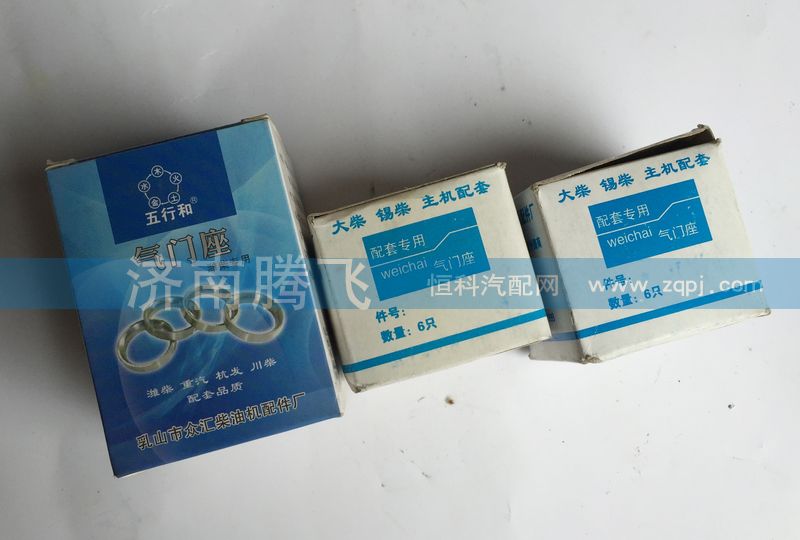 木
水 火
金 土
五行和®
气门座
专用
潍柴 重汽 杭发 川柴
配套品质
乳山市众汇柴油机配件厂
大柴 锡柴 主机配套
配套专用
weichai 气门座
件号：
数量：6只
大柴 锡柴 主机配套
配套专用
weichai 气门座
件号：
数量：6只
济南腾飞 恒科汽配网 www.zqpj.com